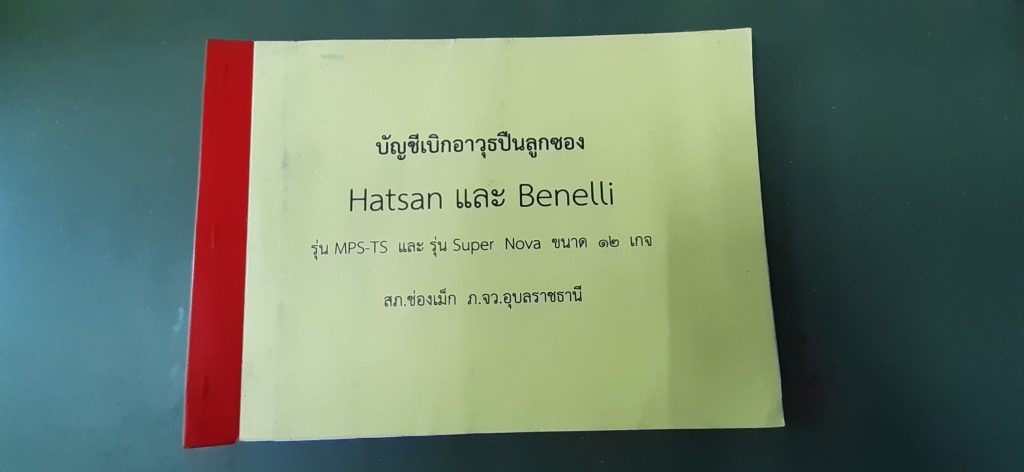 บัญชีเบิกอาวุธปืนลูกซอง
Hatsan และ Benelli
รุ่น MPS-TS และ รุ่น Super Nova ขนาด ๑๒ เกจ
สภ.ช่องเม็ก ภ.จว.อุบลราชธานี